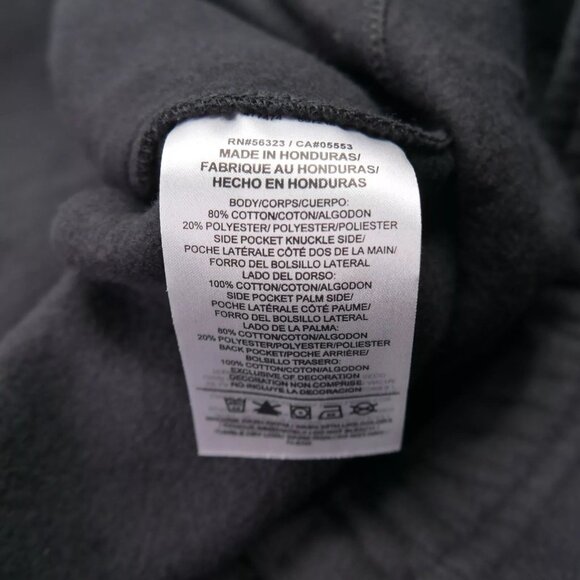 RN#56323 / CA#05553
MADE IN HONDURAS/
FABRIQUE AU HONDURAS/
HECHO EN HONDURAS
BODY/CORPS/CUERPO:
80% COTTON/COTON/ALGODON
20% POLYESTER/POLYESTER/POLIESTER
SIDE POCKET KNUCKLE SIDE/
POCHE LATÉRALE CÔTÉ DOS DE LA MAIN/
FORRO DEL BOLSILLO LATERAL
LADO DEL DORSO:
100% COTTON/COTON/ALGODON
SIDE POCKET PALM SIDE/
POCHE LATÉRALE CÔTÉ PAUME/
FORRO DEL BOLSILLO LATERAL
LADO DE LA PALMA:
80% COTTON/COTON/ALGODON
20% POLYESTER/POLYESTER/POLIESTER
BACK POCKET/POCHE ARRIÈRE/
BOLSILLO TRASERO:
100% COTTON/COTON/ALGODON
EXCLUSIVE OF DECORATION
DECORATION NON COMPRISE
NO INCLUYE LA DECORACION